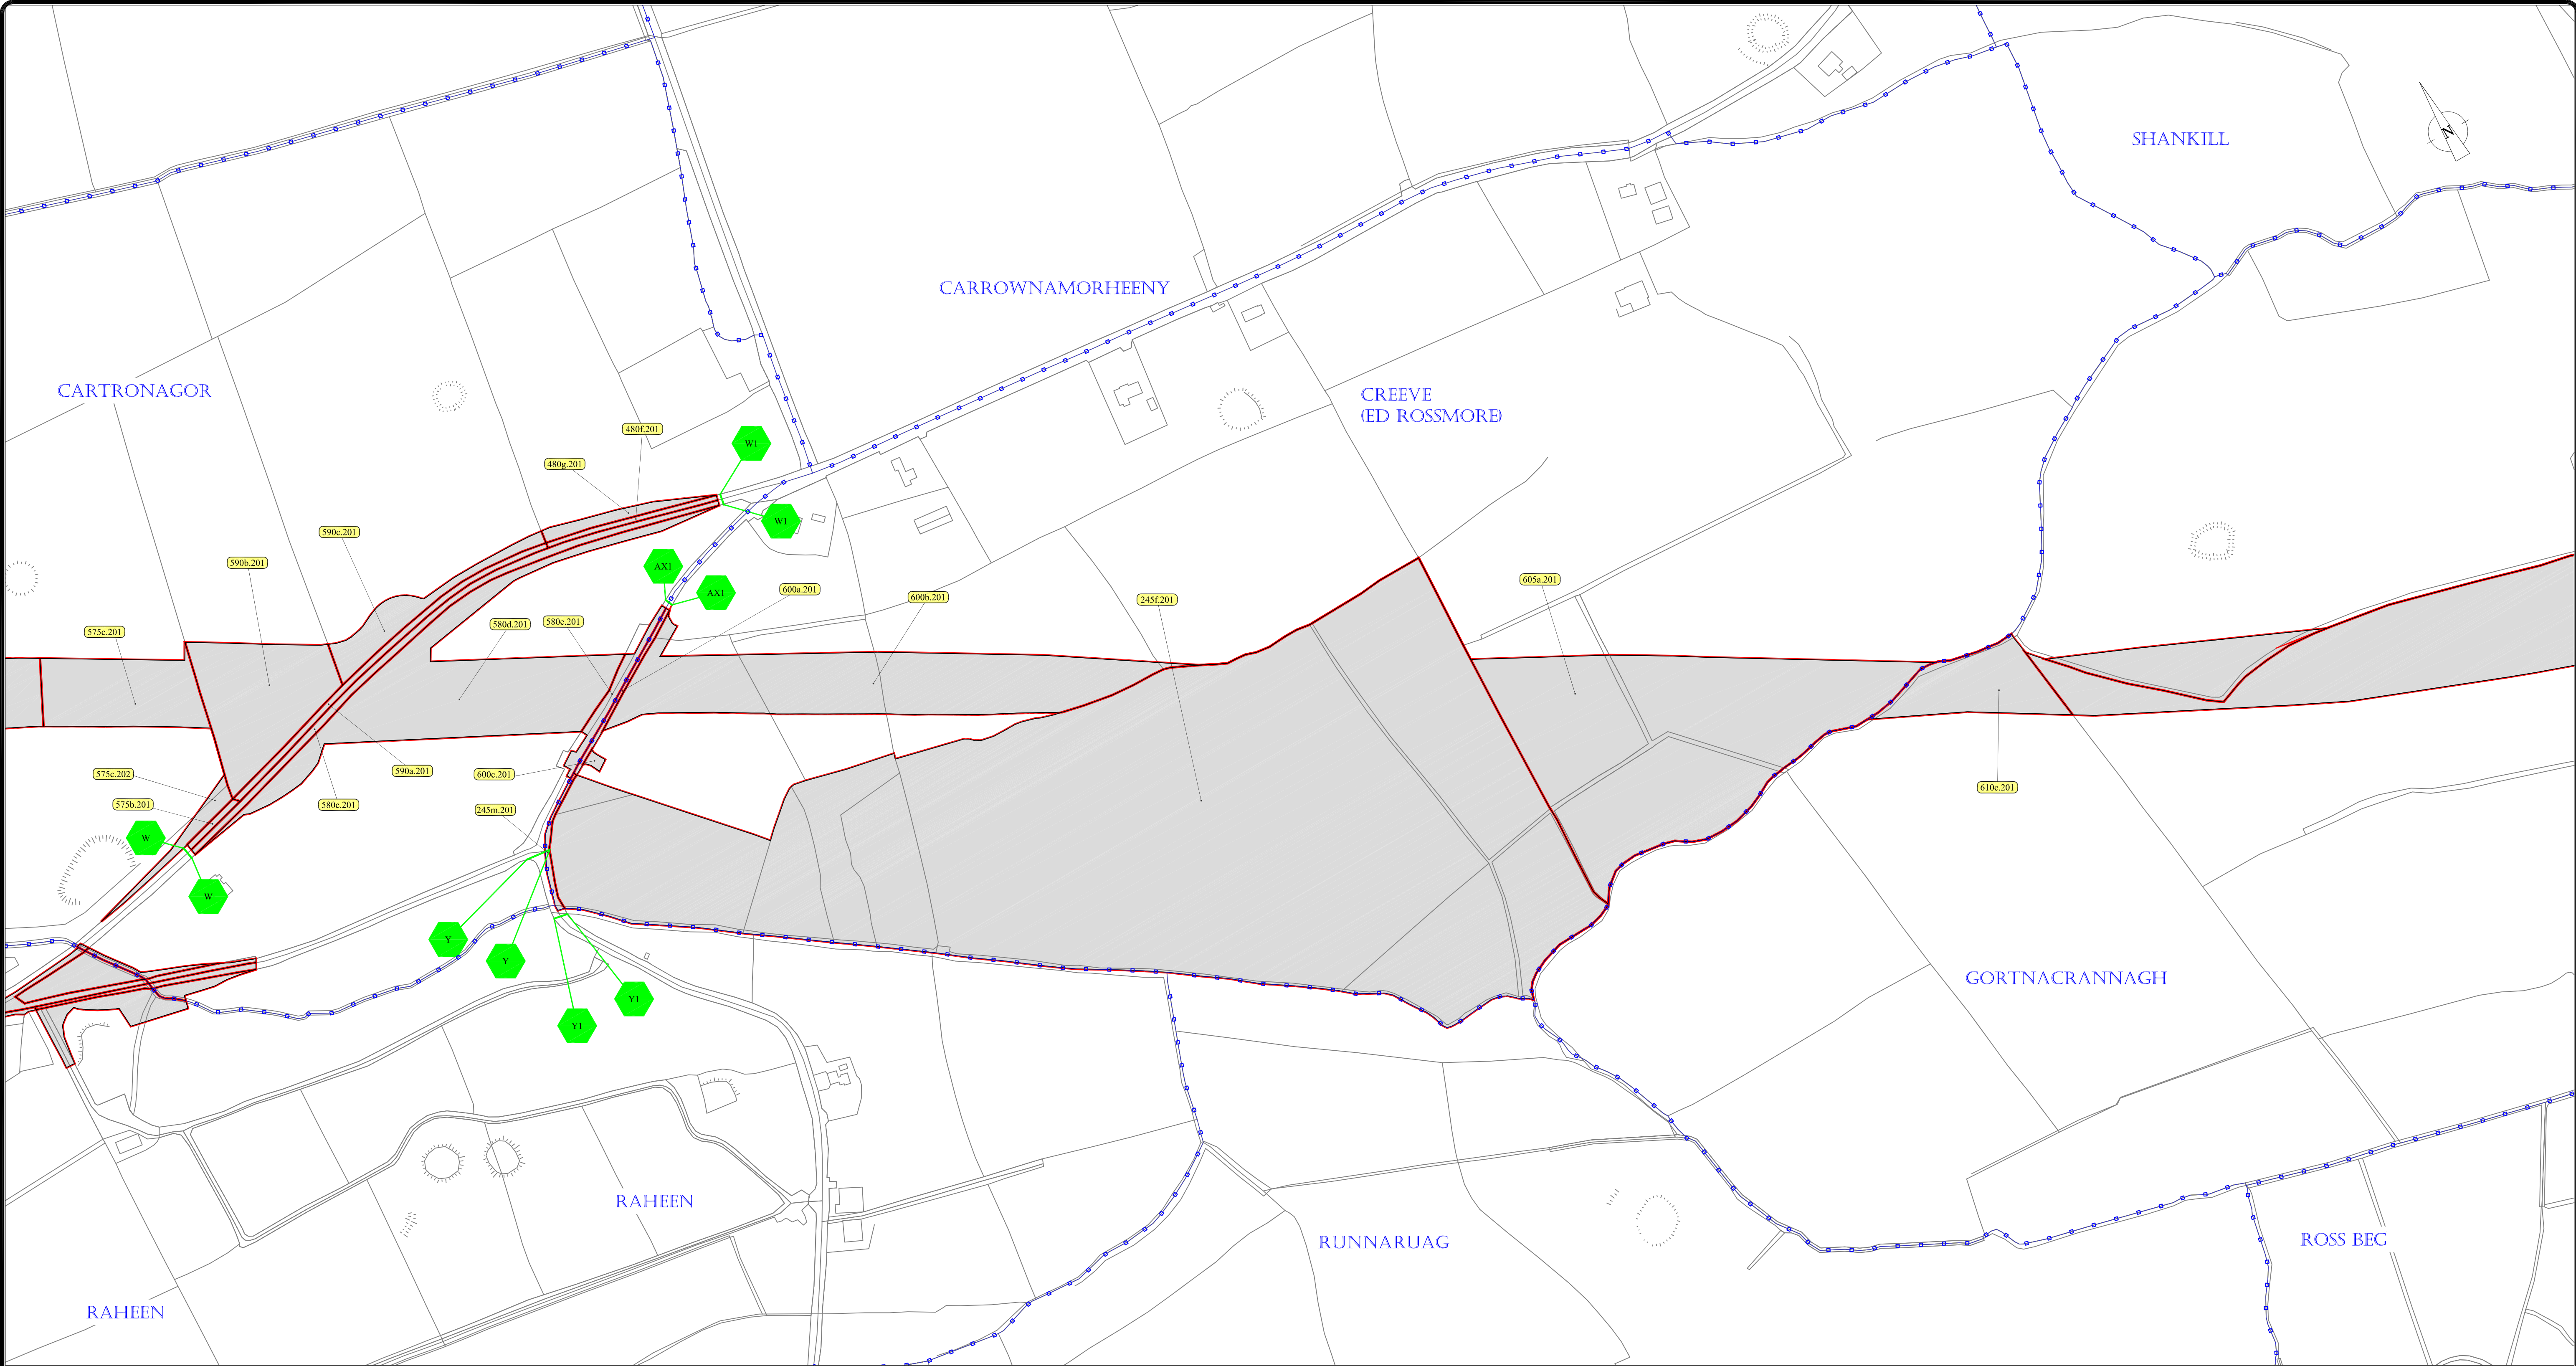 SHANKILL
N
CARROWNAMORHEENY
CARTRONAGOR
CREEVE
(ED ROSSMORE)
480f.201
W1
480g.201
W1
590c.201
590b.201
AX1
AX1
600a.201
600b.201
245f.201
605a.201
575c.201
580d.201
580e.201
575c.202
590a.201
600c.201
610c.201
575b.201
580c.201
245m.201
W
W
Y
Y
GORTNACRANNAGH
Y1
Y1
RAHEEN
RUNNARUAG
ROSS BEG
RAHEEN